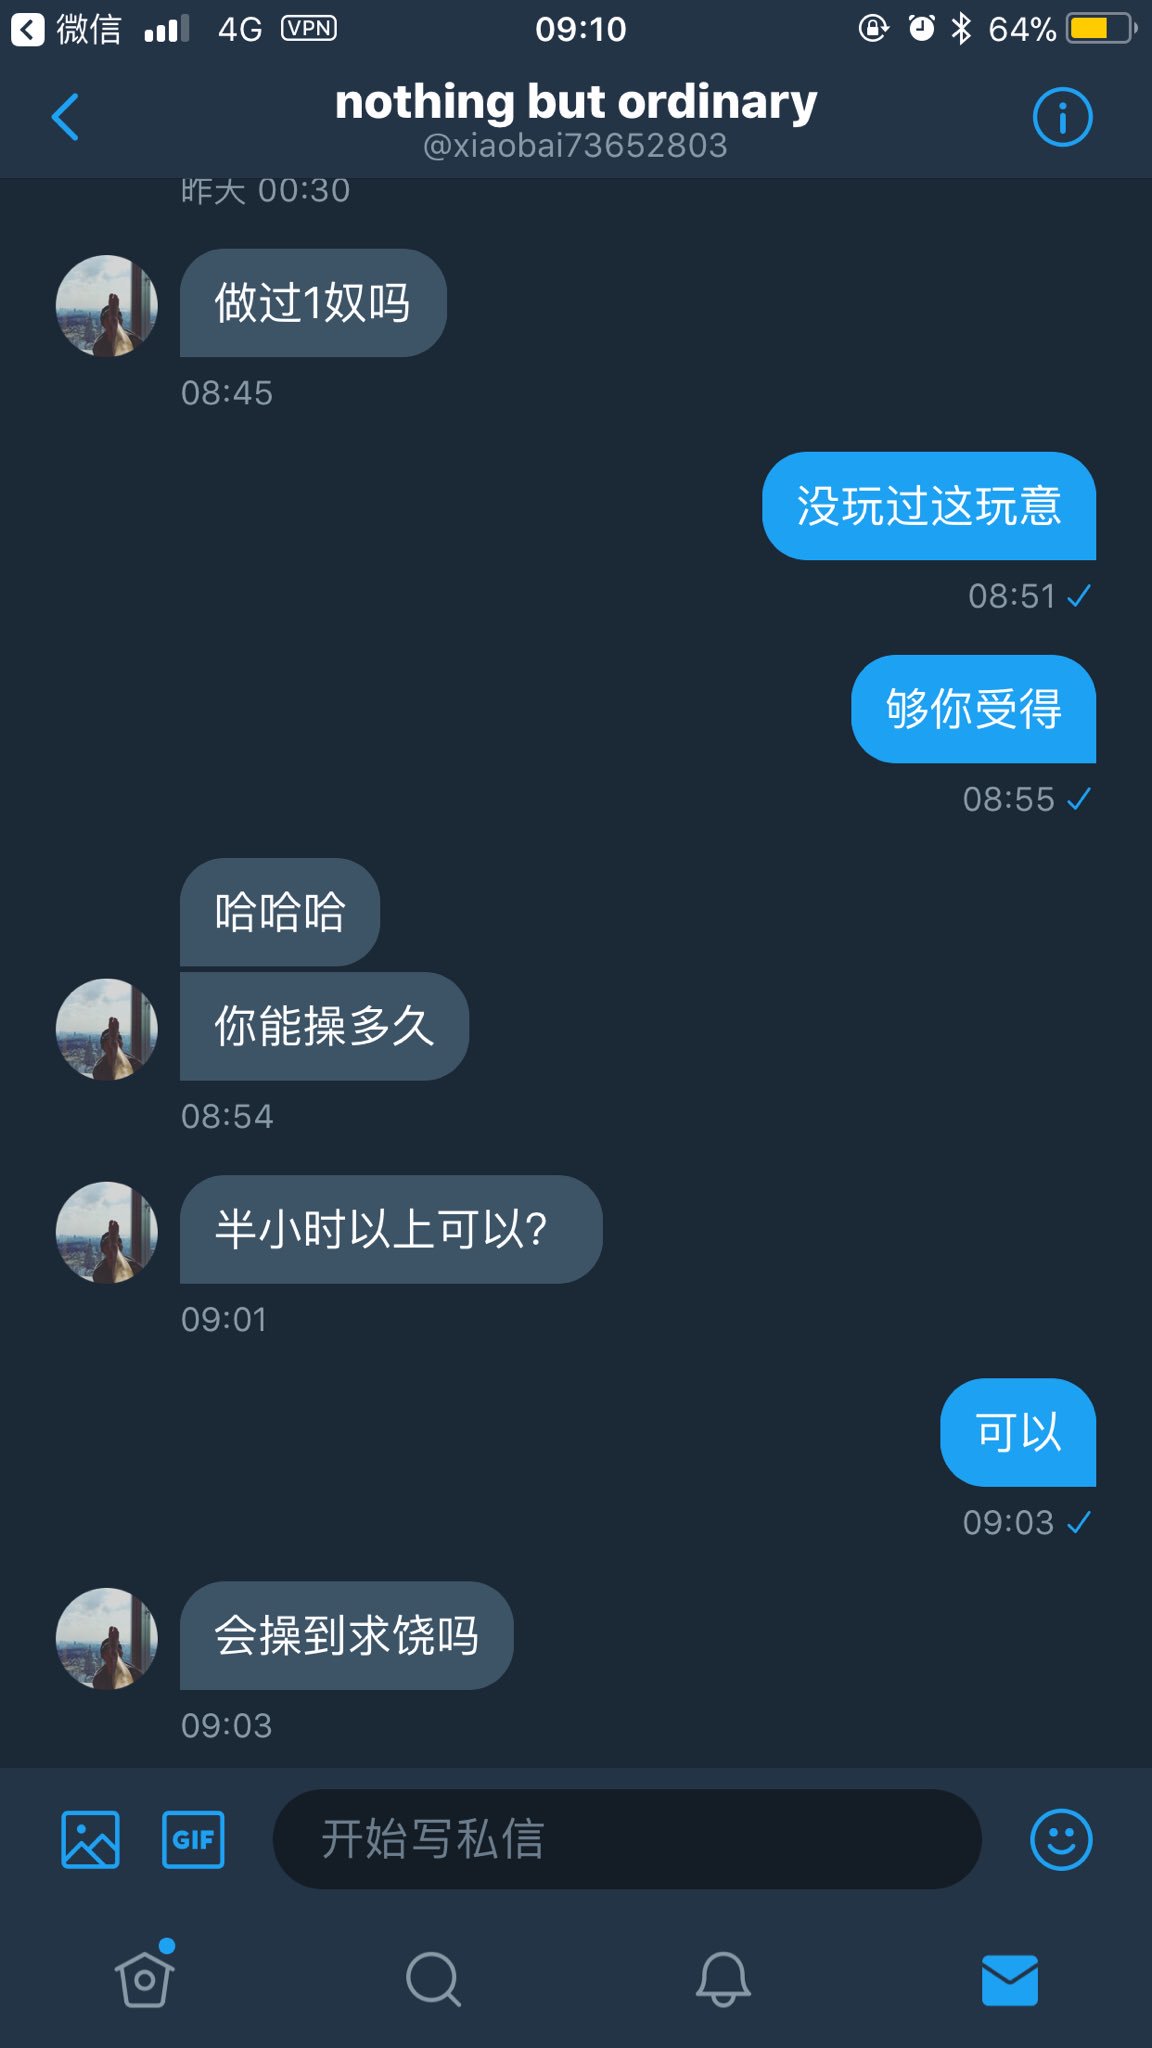 微信 4G VPN 09:10 64%
nothing but ordinary
@xiaobai73652803
昨天 00:30
做过1奴吗
08:45
没玩过这玩意
08:51
够你受得
08:55
哈哈哈
你能操多久
08:54
半小时以上可以?
09:01
可以
09:03
会操到求饶吗
09:03
GIF 开始写私信